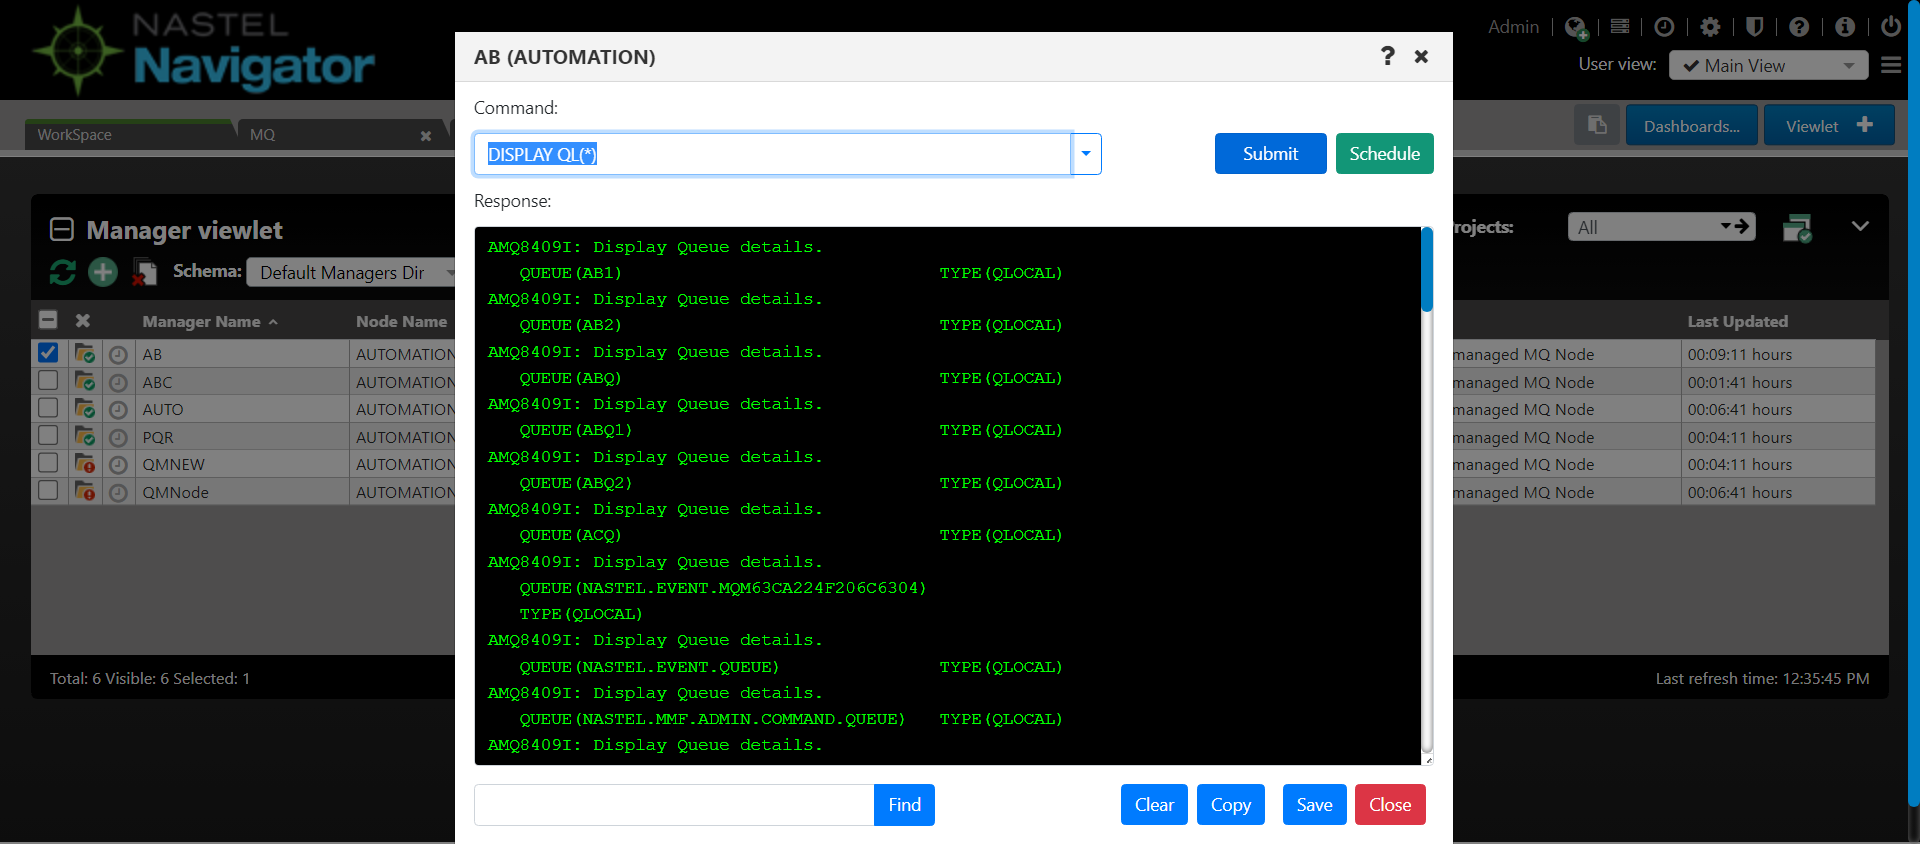 NASTEL
Navigator
Admin
User view: Main View
WorkSpace
MQ
Dashboards...
Viewlet
AB (AUTOMATION)
Command:
DISPLAY QL(*)
Submit
Schedule
Response:
AMQ8409I: Display Queue details.
QUEUE(AB1) TYPE(QLOCAL)
AMQ8409I: Display Queue details.
QUEUE(AB2) TYPE(QLOCAL)
AMQ8409I: Display Queue details.
QUEUE(ABQ) TYPE(QLOCAL)
AMQ8409I: Display Queue details.
QUEUE(ABQ1) TYPE(QLOCAL)
AMQ8409I: Display Queue details.
QUEUE(ABQ2) TYPE(QLOCAL)
AMQ8409I: Display Queue details.
QUEUE(ACQ) TYPE(QLOCAL)
AMQ8409I: Display Queue details.
QUEUE(NASTEL.EVENT.MQM63CA224F206C6304)
TYPE(QLOCAL)
AMQ8409I: Display Queue details.
QUEUE(NASTEL.EVENT.QUEUE) TYPE(QLOCAL)
AMQ8409I: Display Queue details.
QUEUE(NASTEL.MMF.ADMIN.COMMAND.QUEUE) TYPE(QLOCAL)
AMQ8409I: Display Queue details.
Find
Clear
Copy
Save
Close
Manager viewlet
rojects: All
Schema: Default Managers Dir
Manager Name Node Name Last Updated
AB AUTOMATION managed MQ Node 00:09:11 hours
ABC AUTOMATION managed MQ Node 00:01:41 hours
AUTO AUTOMATION managed MQ Node 00:06:41 hours
PQR AUTOMATION managed MQ Node 00:04:11 hours
QMNEW AUTOMATION managed MQ Node 00:04:11 hours
QMNode AUTOMATION managed MQ Node 00:06:41 hours
Total: 6 Visible: 6 Selected: 1
Last refresh time: 12:35:45 PM